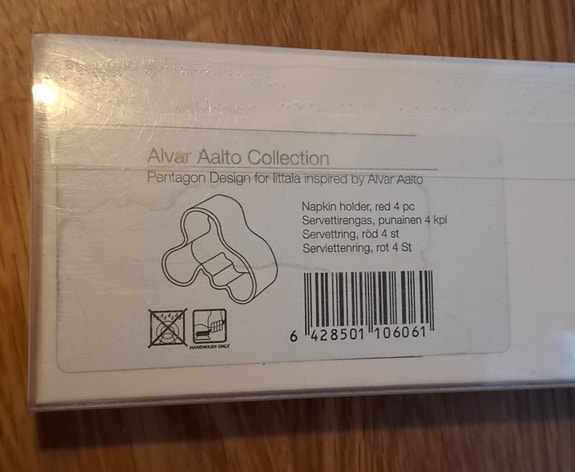 Alvar Aalto Collection
Pentagon Design for Iittala inspired by Alvar Aalto
Napkin holder, red 4 pc
Servettirengas, punainen 4 kpl
Servettring, röd 4 st
Serviettenring, rot 4 St
HANDWASH ONLY
6 428501 106061